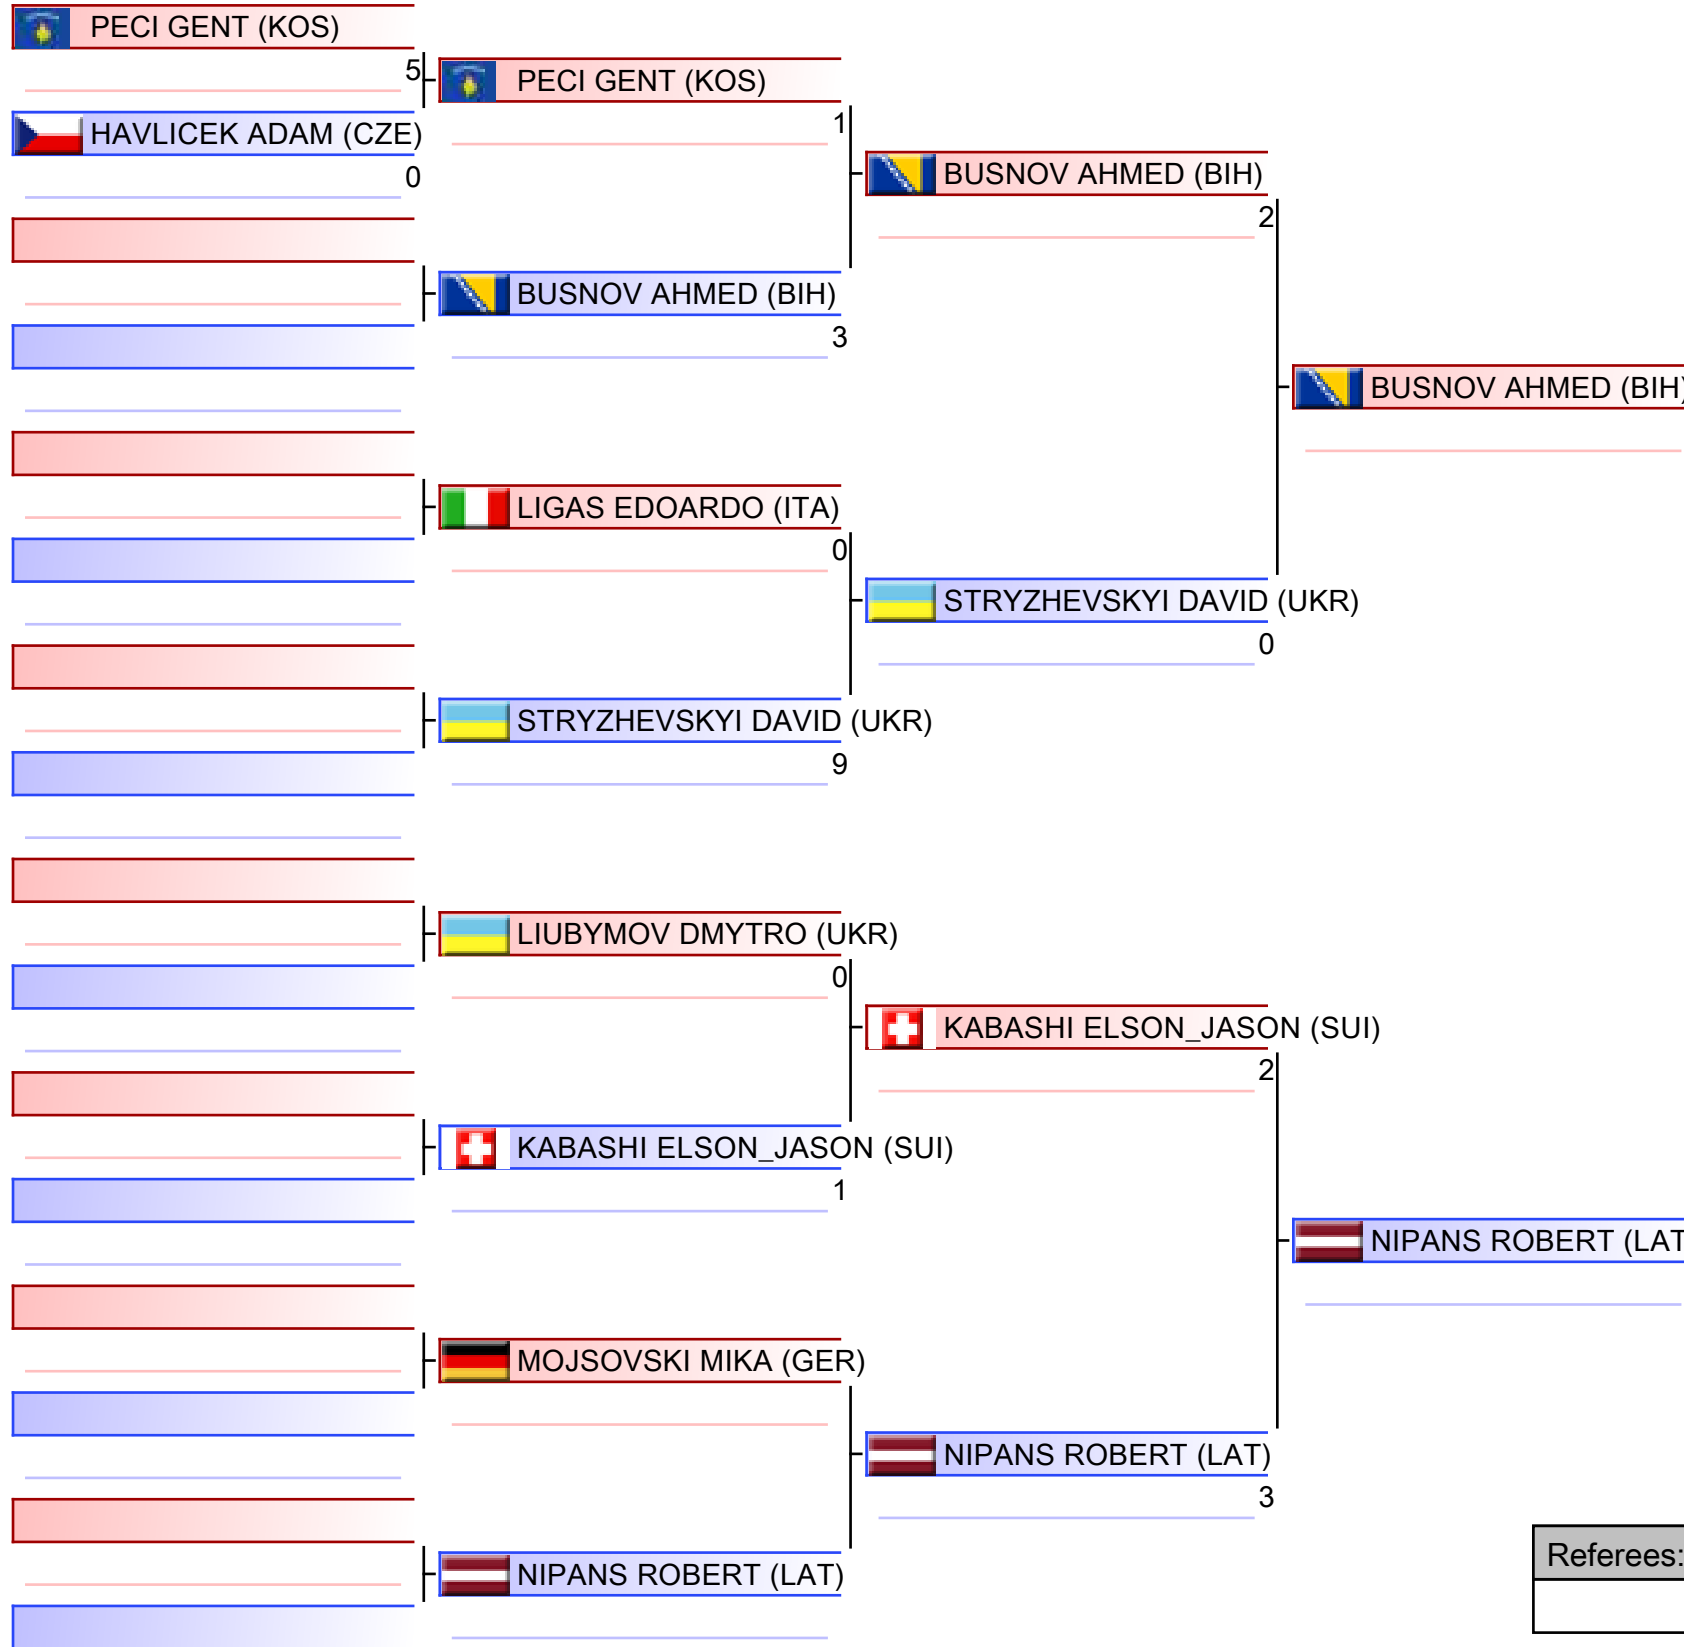 PECI GENT (KOS)
5
PECI GENT (KOS)
HAVLICEK ADAM (CZE)
0
1
BUSNOV AHMED (BIH)
2
BUSNOV AHMED (BIH)
3
BUSNOV AHMED (BIH)
LIGAS EDOARDO (ITA)
0
STRYZHEVSKYI DAVID (UKR)
0
STRYZHEVSKYI DAVID (UKR)
9
LIUBYMOV DMYTRO (UKR)
0
KABASHI ELSON_JASON (SUI)
2
KABASHI ELSON_JASON (SUI)
1
NIPANS ROBERT (LAT
MOJSOVSKI MIKA (GER)
NIPANS ROBERT (LAT)
3
NIPANS ROBERT (LAT)
Referees: